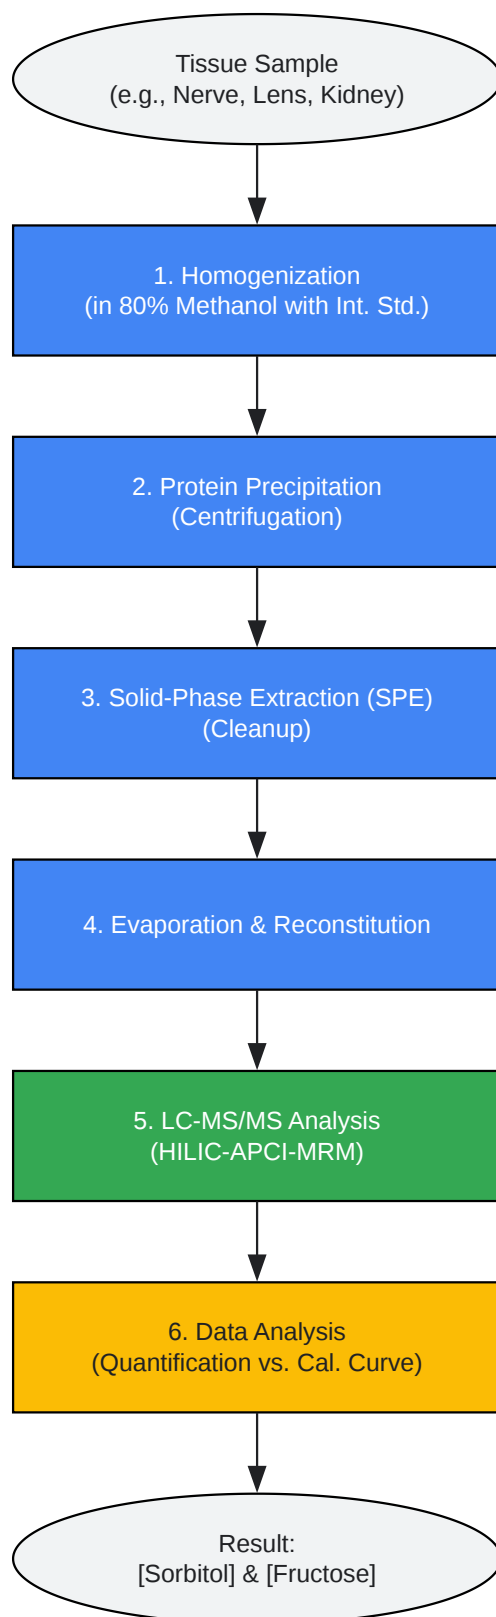 Tissue Sample
(e.g., Nerve, Lens, Kidney)
1. Homogenization
(in 80% Methanol with Int. Std.)
2. Protein Precipitation
(Centrifugation)
3. Solid-Phase Extraction (SPE)
(Cleanup)
4. Evaporation & Reconstitution
5. LC-MS/MS Analysis
(HILIC-APCI-MRM)
6. Data Analysis
(Quantification vs. Cal. Curve)
Result:
[Sorbitol] & [Fructose]